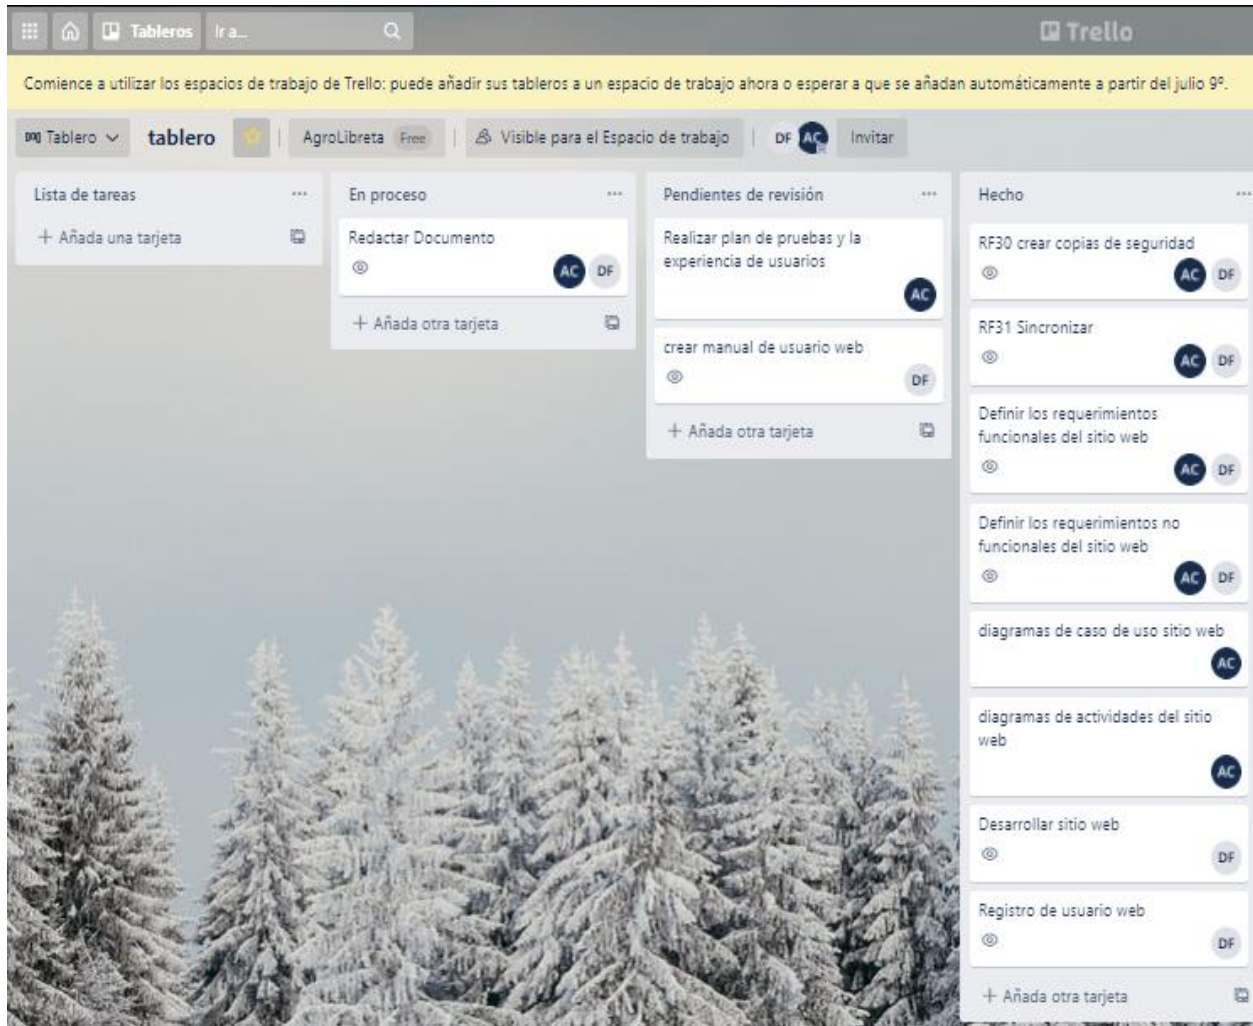 Tableros
Ir a...
Trello
Comience a utilizar los espacios de trabajo de Trello: puede añadir sus tableros a un espacio de trabajo ahora o esperar a que se añadan automáticamente a partir del julio 9º.
Tablero
tablero
AgroLibreta Free
Visible para el Espacio de trabajo
DF AC
Invitar
Lista de tareas
+ Añada una tarjeta
En proceso
Redactar Documento
AC DF
+ Añada otra tarjeta
Pendientes de revisión
Realizar plan de pruebas y la
experiencia de usuarios
AC
crear manual de usuario web
DF
+ Añada otra tarjeta
Hecho
RF30 crear copias de seguridad
AC DF
RF31 Sincronizar
AC DF
Definir los requerimientos
funcionales del sitio web
AC DF
Definir los requerimientos no
funcionales del sitio web
AC DF
diagramas de caso de uso sitio web
AC
diagramas de actividades del sitio
web
AC
Desarrollar sitio web
DF
Registro de usuario web
DF
+ Añada otra tarjeta